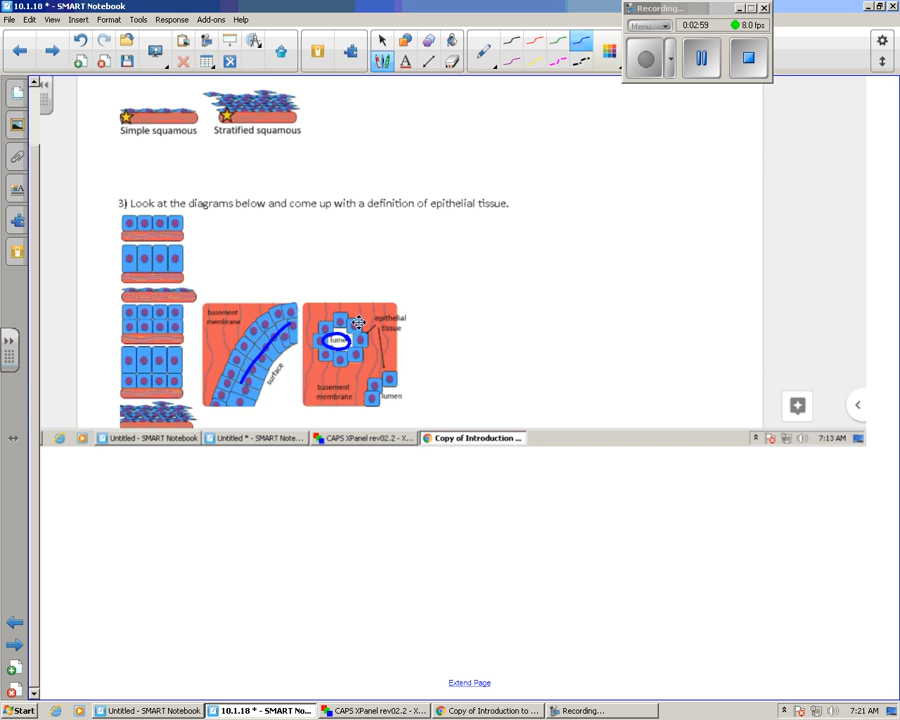 10.1.18 * - SMART Notebook
Recording...
File Edit View Insert Format Tools Response Add-ons Help
Menu 0:02:59 8.0 fps
A
Simple squamous Stratified squamous
3) Look at the diagrams below and come up with a definition of epithelial tissue.
basement
membrane
surface
epithelial
tissue
basement
membrane
lumen
Untitled - SMART Notebook Untitled * - SMART Note... CAPS XPanel rev02.2 - X... Copy of Introduction ... 7:13 AM
Extend Page
Start Untitled - SMART Notebook 10.1.18 * - SMART No... CAPS XPanel rev02.2 - X... Copy of Introduction to ... Recording... 7:21 AM